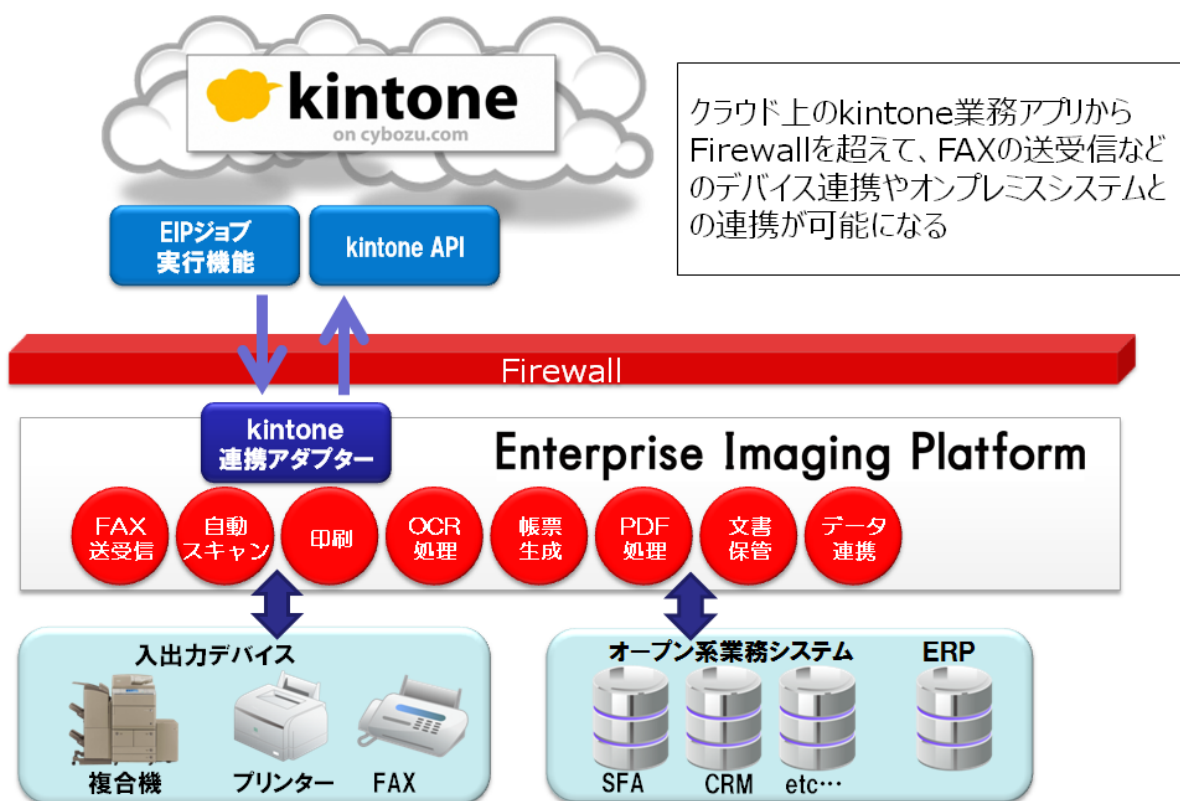 kintone
on cybozu.com
クラウド上のkintone業務アプリから
Firewallを超えて、FAXの送受信など
のデバイス連携やオンプレミスシステムと
の連携が可能になる
EIPジョブ
実行機能
kintone API
Firewall
kintone
連携アダプター
Enterprise Imaging Platform
FAX
送受信
自動
スキャン
印刷
OCR
処理
帳票
生成
PDF
処理
文書
保管
データ
連携
入出力デバイス
複合機
プリンター
FAX
オープン系業務システム
ERP
SFA
CRM
etc…